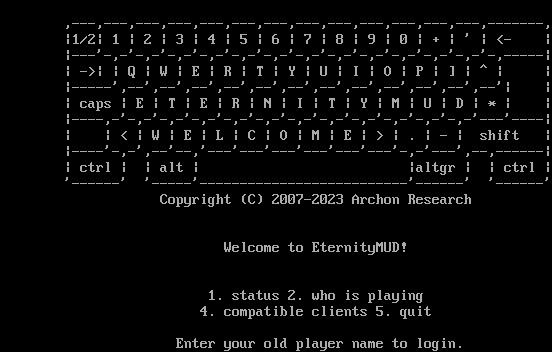 1/2 1 2 3 4 5 6 7 8 9 0 + ' <-
->| Q W E R T Y U I O P ] ^
caps E T E R N I T Y M U D *
< W E L C O M E > . - shift
ctrl alt altgr ctrl
Copyright (C) 2007-2023 Archon Research
Welcome to EternityMUD!
1. status 2. who is playing
4. compatible clients 5. quit
Enter your old player name to login.